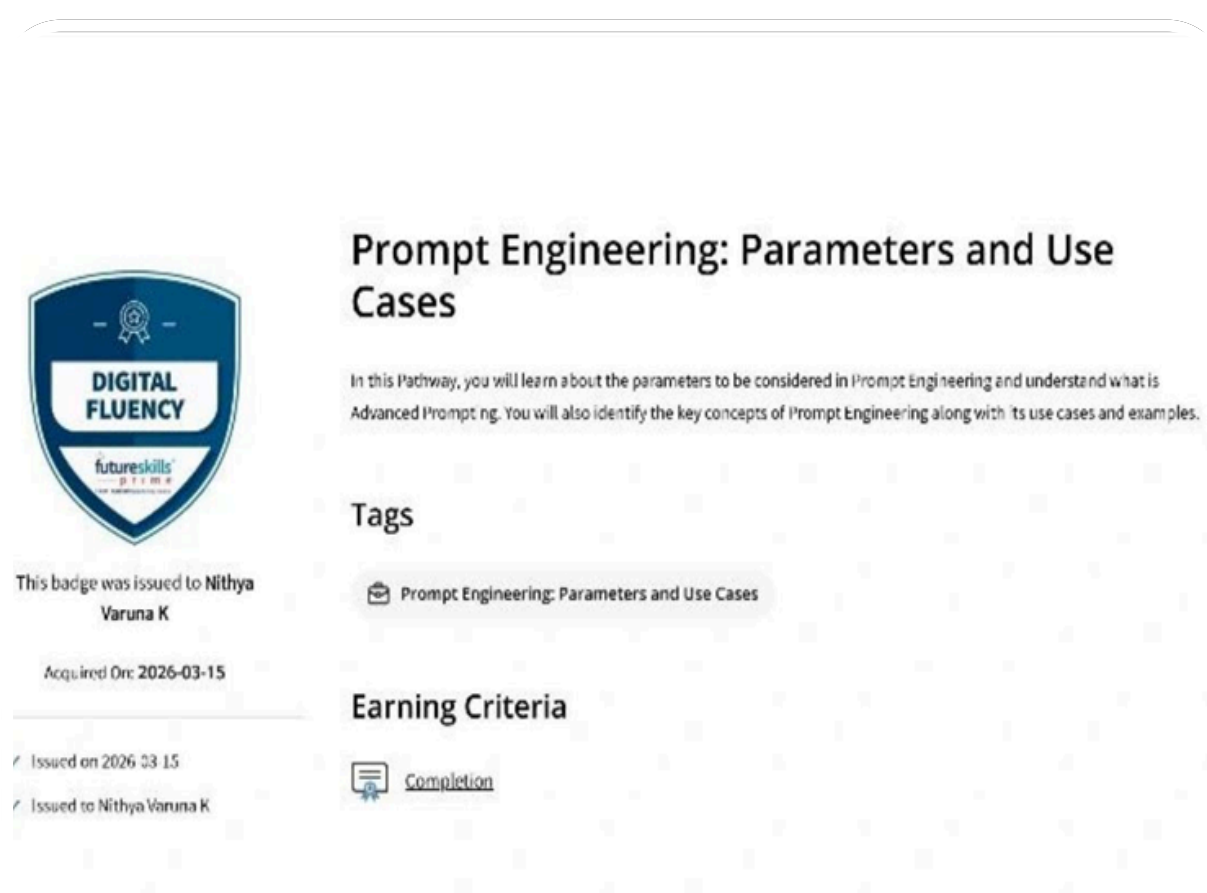 Prompt Engineering: Parameters and Use
Cases
In this Pathway, you will learn about the parameters to be considered in Prompt Engineering and understand what is
Advanced Prompting. You will also identify the key concepts of Prompt Engineering along with its use cases and examples.
Tags
Prompt Engineering: Parameters and Use Cases
Earning Criteria
Completion
DIGITAL
FLUENCY
futureskills
prime
This badge was issued to Nithya
Varuna K
Acquired On: 2026-03-15
Issued on 2026-03-15
Issued to Nithya Varuna K